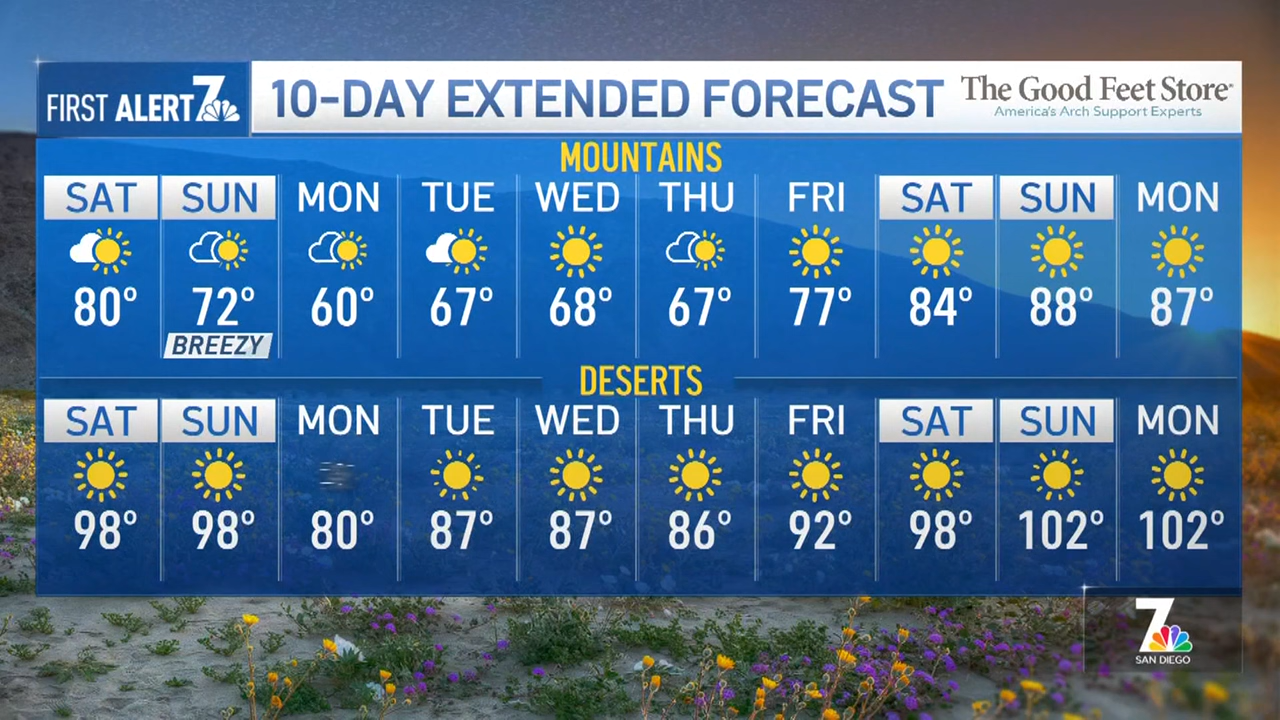 FIRST ALERT 7
10-DAY EXTENDED FORECAST
The Good Feet Store®
America's Arch Support Experts
MOUNTAINS
SAT SUN MON TUE WED THU FRI SAT SUN MON
80° 72° 60° 67° 68° 67° 77° 84° 88° 87°
BREEZY
DESERTS
SAT SUN MON TUE WED THU FRI SAT SUN MON
98° 98° 80° 87° 87° 86° 92° 98° 102° 102°
7
SAN DIEGO